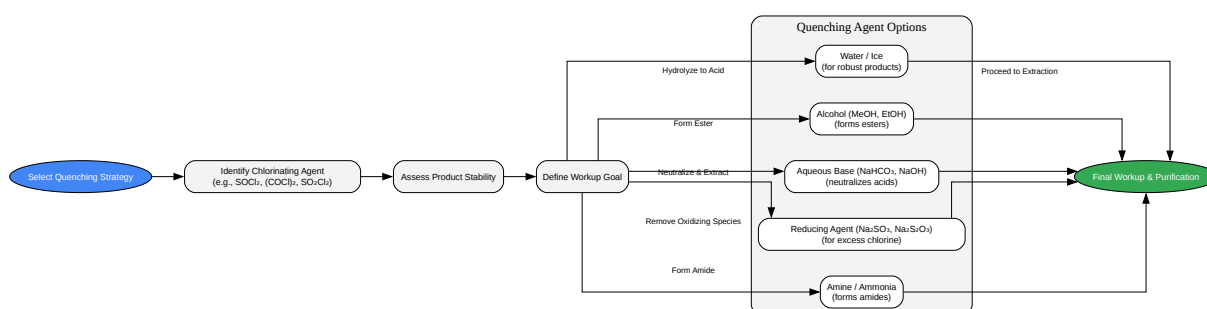 Quenching Agent Options
Water / Ice
(for robust products)
Hydrolyze to Acid
Proceed to Extraction
Alcohol (MeOH, EtOH)
(forms esters)
Form Ester
Select Quenching Strategy
Identify Chlorinating Agent
(e.g., SOCl₂, (COCl)₂, SO₂Cl₂)
Assess Product Stability
Define Workup Goal
Neutralize & Extract
Aqueous Base (NaHCO₃, NaOH)
(neutralizes acids)
Final Workup & Purification
Remove Oxidizing Species
Reducing Agent (Na₂SO₃, Na₂S₂O₃)
(for excess chlorine)
Form Amide
Amine / Ammonia
(forms amides)